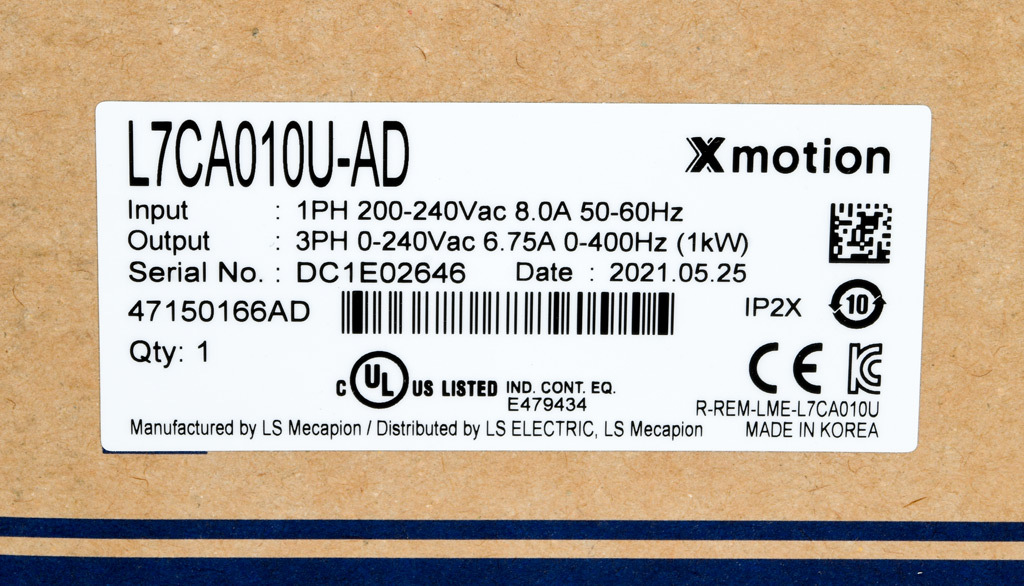 L7CA010U-AD
Xmotion
Input : 1PH 200-240Vac 8.0A 50-60Hz
Output : 3PH 0-240Vac 6.75A 0-400Hz (1kW)
Serial No. : DC1E02646 Date : 2021.05.25
47150166AD
IP2X
10
Qty: 1
C UL US LISTED IND. CONT. EQ.
E479434
CE
KC
R-REM-LME-L7CA010U
Manufactured by LS Mecapion / Distributed by LS ELECTRIC, LS Mecapion
MADE IN KOREA